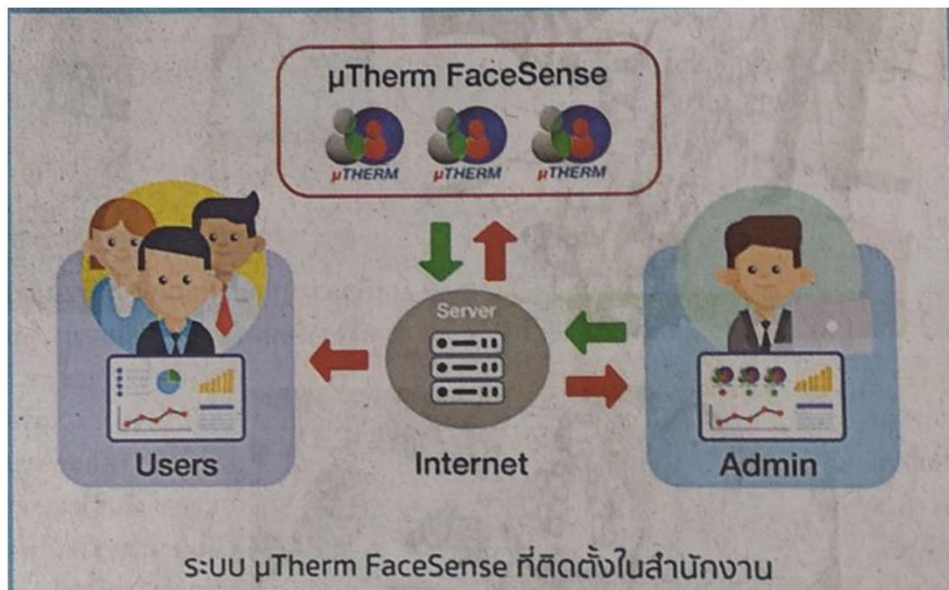 µTherm FaceSense
µTHERM µTHERM µTHERM
Server
Users
Internet
Admin
ระบบ µTherm FaceSense ที่ติดตั้งในสำนักงาน